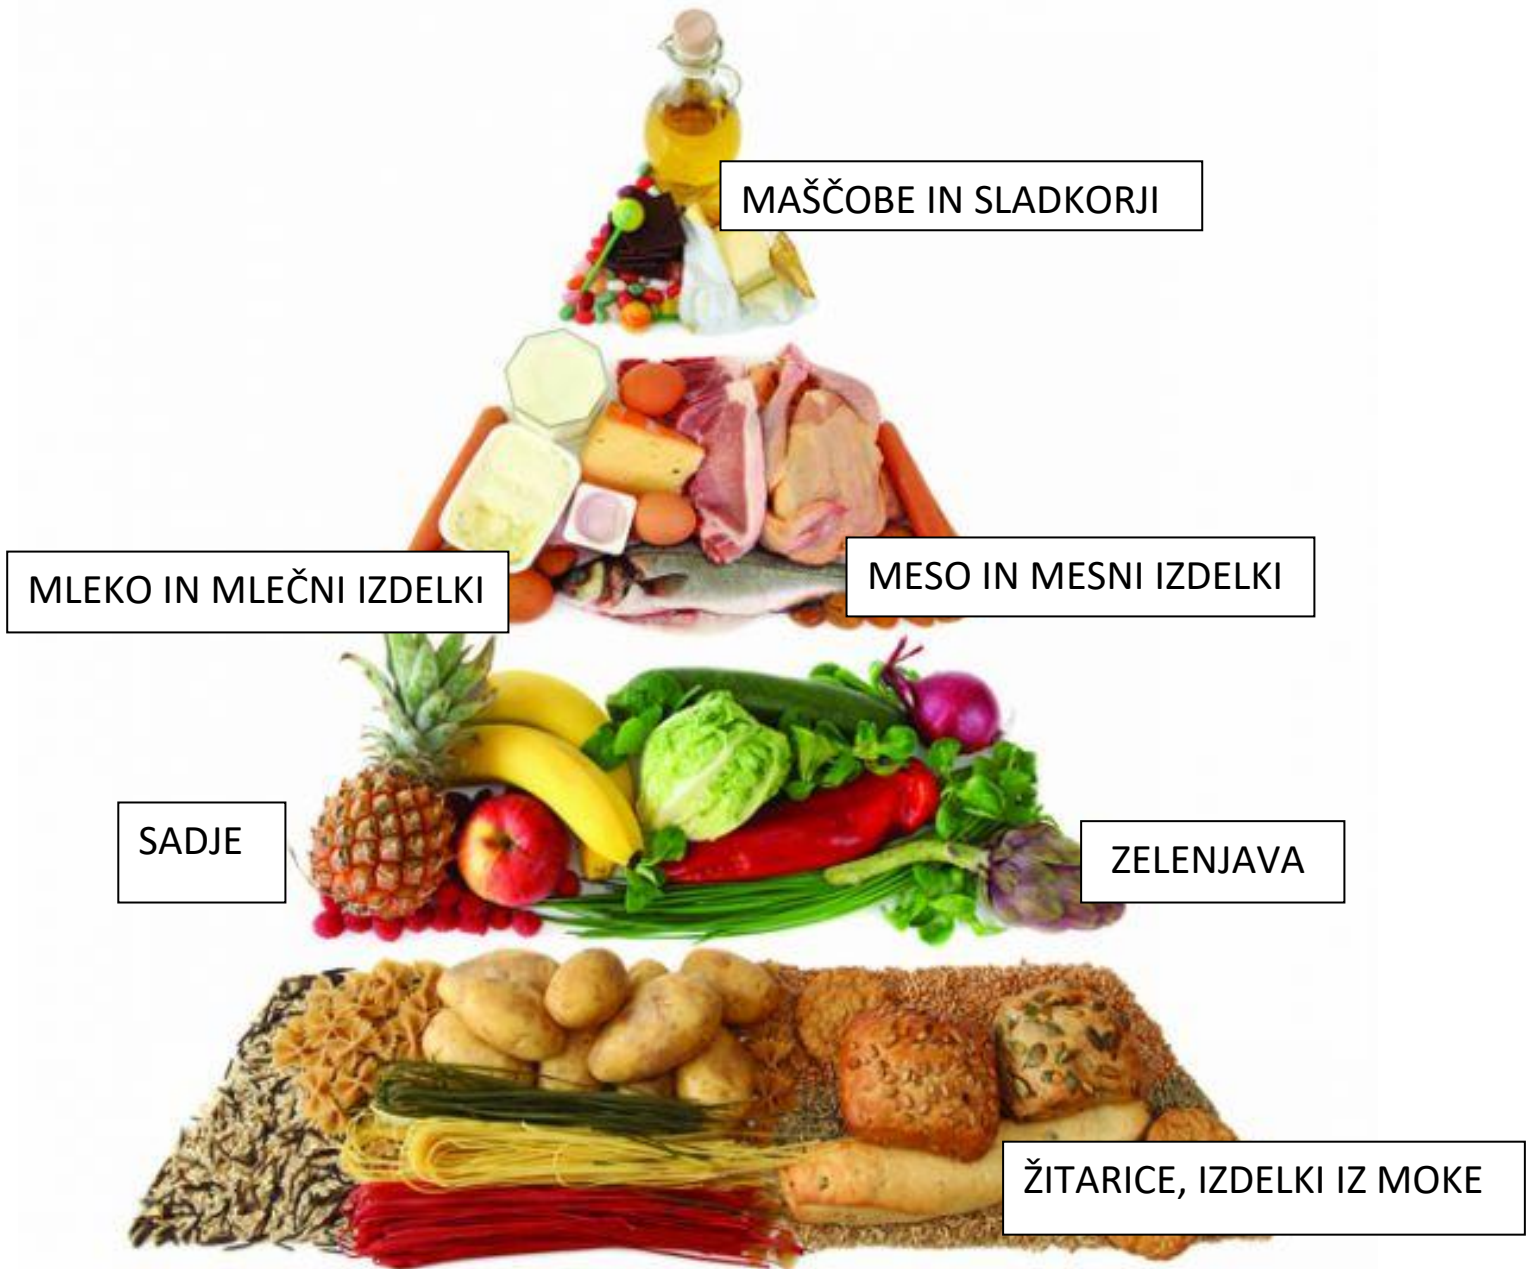 MAŠČOBE IN SLADKORJI
MLEKO IN MLEČNI IZDELKI
MESO IN MESNI IZDELKI
SADJE
ZELENJAVA
ŽITARICE, IZDELKI IZ MOKE